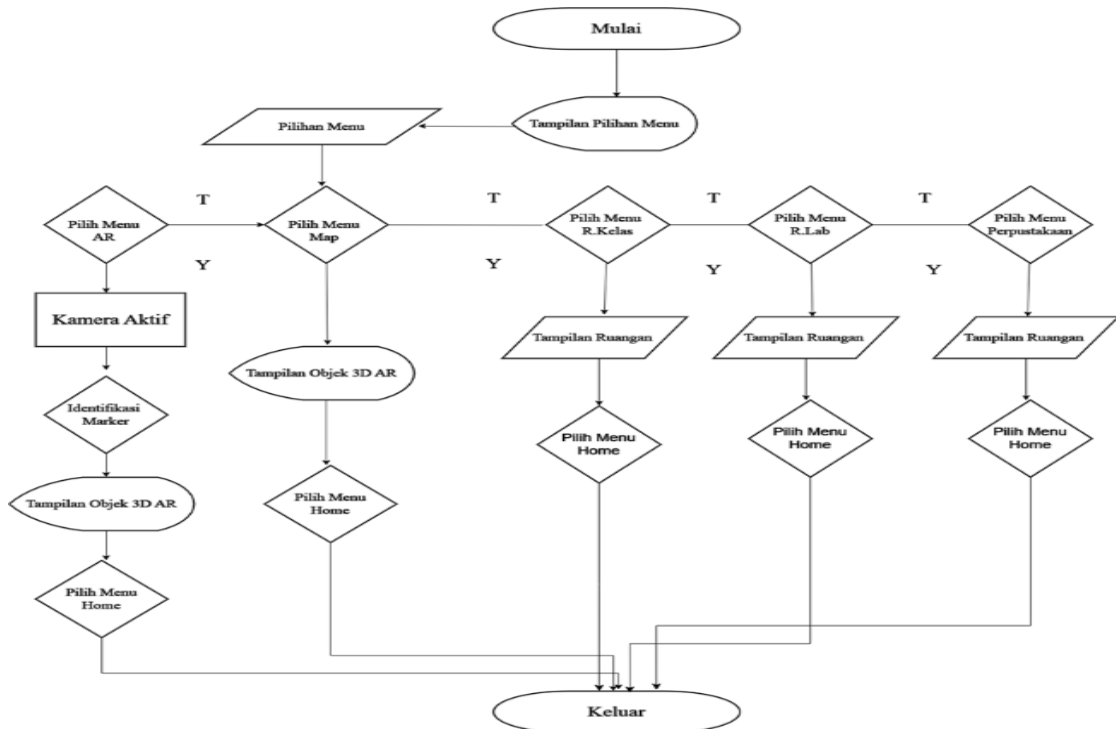 Mulai
Tampilan Pilihan Menu
Pilihan Menu
T
T
T
T
Pilih Menu
AR
Pilih Menu
Map
Pilih Menu
R.Kelas
Pilih Menu
R.Lab
Pilih Menu
Perpustakaan
Y
Y
Y
Y
Kamera Aktif
Tampilan Ruangan
Tampilan Ruangan
Tampilan Ruangan
Tampilan Objek 3D AR
Identifikasi
Marker
Pilih Menu
Home
Pilih Menu
Home
Pilih Menu
Home
Tampilan Objek 3D AR
Pilih Menu
Home
Pilih Menu
Home
Keluar